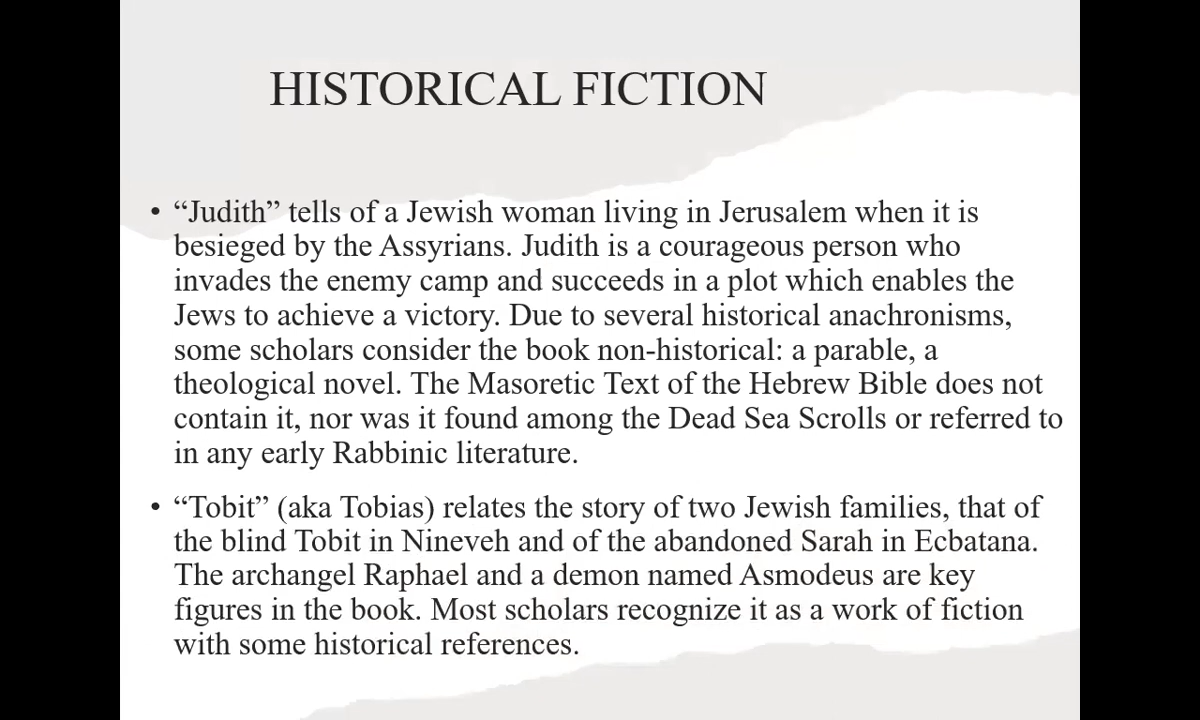 HISTORICAL FICTION
• “Judith” tells of a Jewish woman living in Jerusalem when it is
besieged by the Assyrians. Judith is a courageous person who
invades the enemy camp and succeeds in a plot which enables the
Jews to achieve a victory. Due to several historical anachronisms,
some scholars consider the book non-historical: a parable, a
theological novel. The Masoretic Text of the Hebrew Bible does not
contain it, nor was it found among the Dead Sea Scrolls or referred to
in any early Rabbinic literature.
• “Tobit” (aka Tobias) relates the story of two Jewish families, that of
the blind Tobit in Nineveh and of the abandoned Sarah in Ecbatana.
The archangel Raphael and a demon named Asmodeus are key
figures in the book. Most scholars recognize it as a work of fiction
with some historical references.